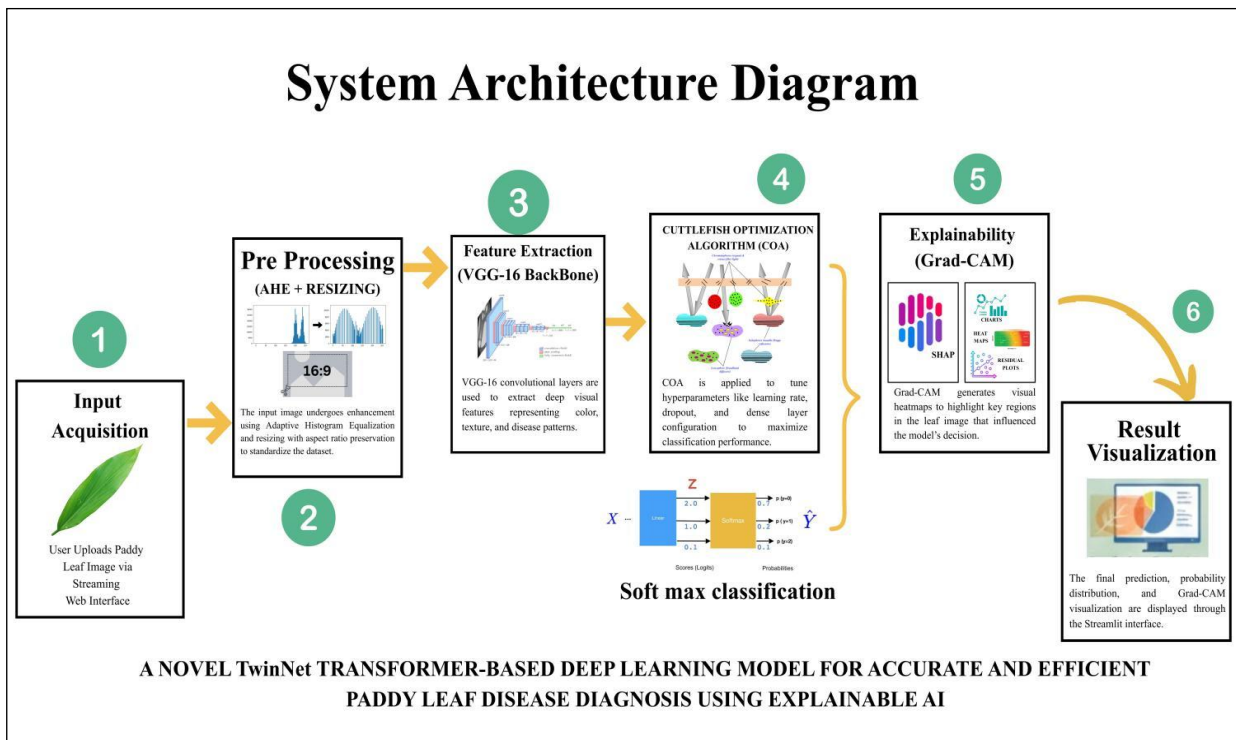 System Architecture Diagram
1
Input
Acquisition
User Uploads Paddy
Leaf Image via
Streaming
Web Interface
Pre Processing
(AHE + RESIZING)
16:9
The input image undergoes enhancement
using Adaptive Histogram Equalization
and resizing with aspect ratio preservation
to standardize the dataset.
2
3
Feature Extraction
(VGG-16 BackBone)
VGG-16 convolutional layers are
used to extract deep visual
features representing color,
texture, and disease patterns.
4
CUTTLEFISH OPTIMIZATION
ALGORITHM (COA)
COA is applied to tune
hyperparameters like learning rate,
dropout, and dense layer
configuration to maximize
classification performance.
X ...
Linear
Z
2.0
1.0
0.1
Softmax
0.7
0.2
0.1
p (y=0)
p (y=1)
p (y=2)
Ŷ
Scores (Logits)
Probabilities
Soft max classification
5
Explainability
(Grad-CAM)
SHAP
CHARTS
HEAT
MAPS
RESIDUAL
PLOTS
Grad-CAM generates visual
heatmaps to highlight key regions
in the leaf image that influenced
the model's decision.
6
Result
Visualization
The final prediction, probability
distribution, and Grad-CAM
visualization are displayed through
the Streamlit interface.
A NOVEL TwinNet TRANSFORMER-BASED DEEP LEARNING MODEL FOR ACCURATE AND EFFICIENT
PADDY LEAF DISEASE DIAGNOSIS USING EXPLAINABLE AI